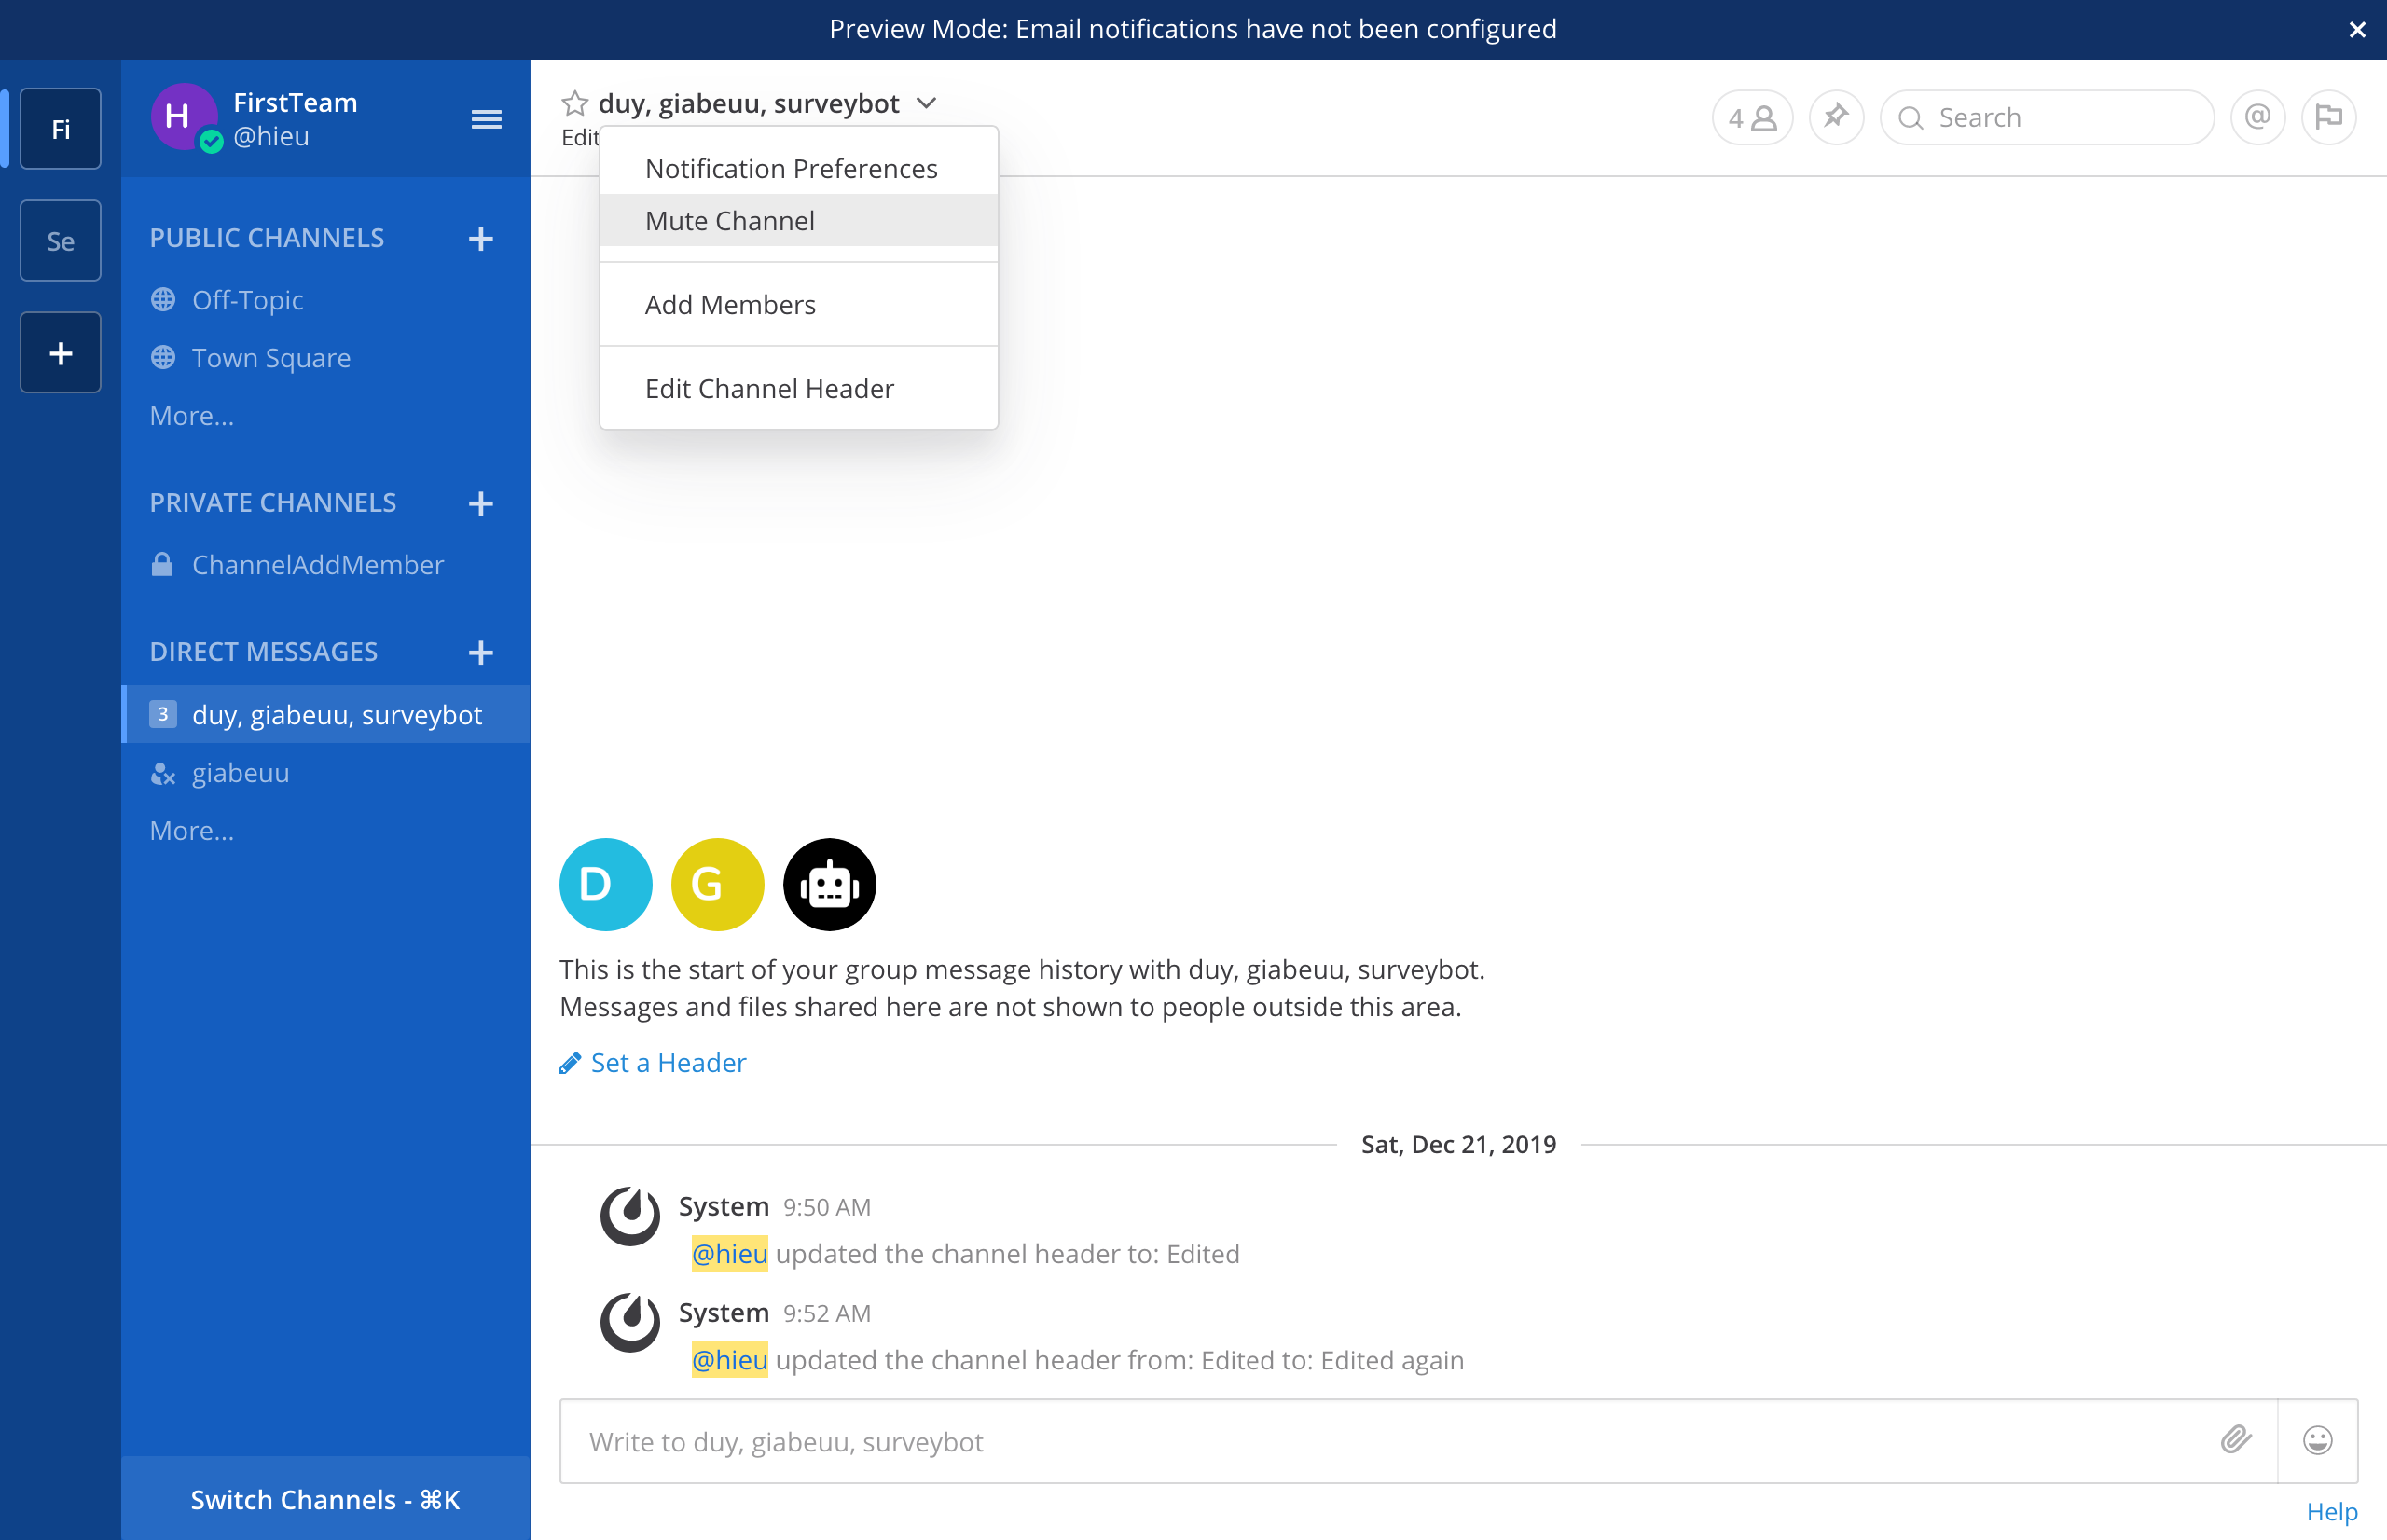 Preview Mode: Email notifications have not been configured
Fi
Se
H
FirstTeam
@hieu
PUBLIC CHANNELS
Off-Topic
Town Square
More...
PRIVATE CHANNELS
ChannelAddMember
DIRECT MESSAGES
3 duy, giabeuu, surveybot
giabeuu
More...
Switch Channels - ⌘K
duy, giabeuu, surveybot
Edit
Notification Preferences
Mute Channel
Add Members
Edit Channel Header
4
Search
@
D
G
This is the start of your group message history with duy, giabeuu, surveybot.
Messages and files shared here are not shown to people outside this area.
Set a Header
Sat, Dec 21, 2019
System 9:50 AM
@hieu updated the channel header to: Edited
System 9:52 AM
@hieu updated the channel header from: Edited to: Edited again
Write to duy, giabeuu, surveybot
Help